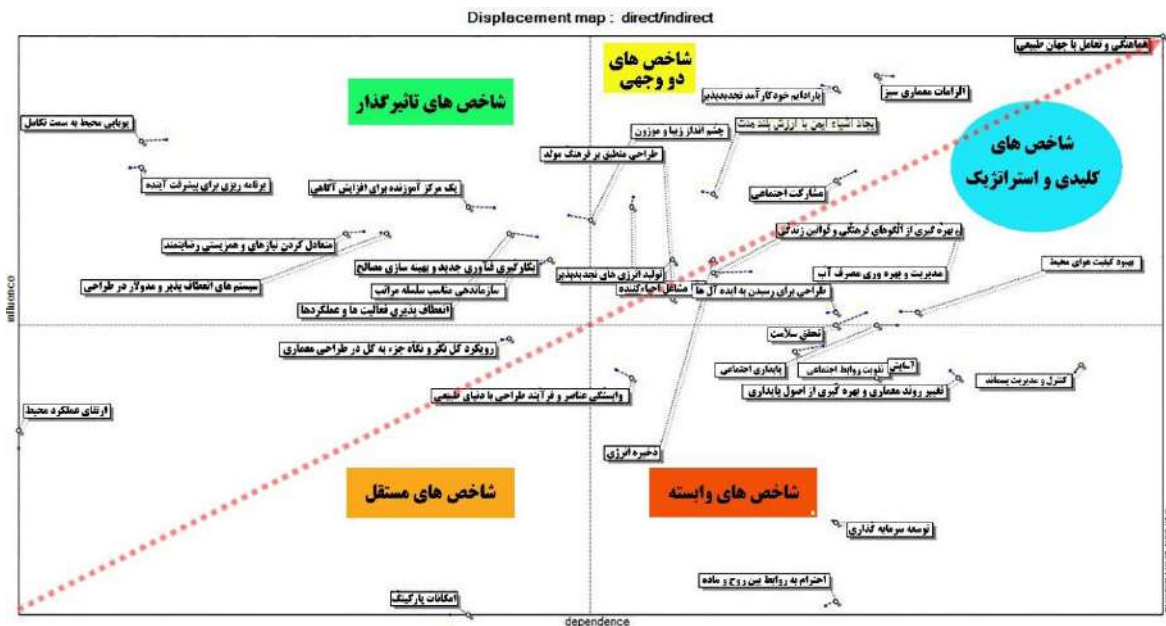 Displacement map : direct/indirect
هماهنگی و تعامل با جهان طبیعی
شاخص های
دو وجهی
الزامات معماری سبز
پارادایم خودکارآمد تجدیدپذیر
شاخص های تاثیرگذار
پویایی محیط به سمت تکامل
ایجاد اشیاء ایمن با ارزش بلند مدت
چشم انداز زیبا و موزون
طراحی منطبق بر فرهنگ مولد
شاخص های
کلیدی و استراتژیک
برنامه ریزی برای پیشرفت آینده
یک مرکز آموزنده برای افزایش آگاهی
مشارکت اجتماعی
بهره گیری از الگوهای فرهنگی و قوانین زندگی
متعادل کردن نیازهای و همزیستی رضایتمند
بکارگیری فناوری جدید و بهینه سازی مصالح
تولید انرژی های تجدیدپذیر
مدیریت و بهره وری مصرف آب
بهبود کیفیت هوای محیط
سیستم های انعطاف پذیر و مدولار در طراحی
سازماندهی مناسب سلسله مراتب
مشاغل احیاءکننده
طراحی برای رسیدن به ایده آل ها
انعطاف پذیری فعالیت ها و عملکردها
influence
تحقق سلامت
رویکرد کل نگر و نگاه جزء به کل در طراحی معماری
پایداری اجتماعی
تقویت روابط اجتماعی
آسایش
کنترل و مدیریت پسماند
وابستگی عناصر و فرآیند طراحی با دنیای طبیعی
تغییر روند معماری و بهره گیری از اصول پایداری
ارتقای عملکرد محیط
ذخیره انرژی
شاخص های مستقل
شاخص های وابسته
توسعه سرمایه گذاری
احترام به روابط بین روح و ماده
امکانات پارکینگ
dependence